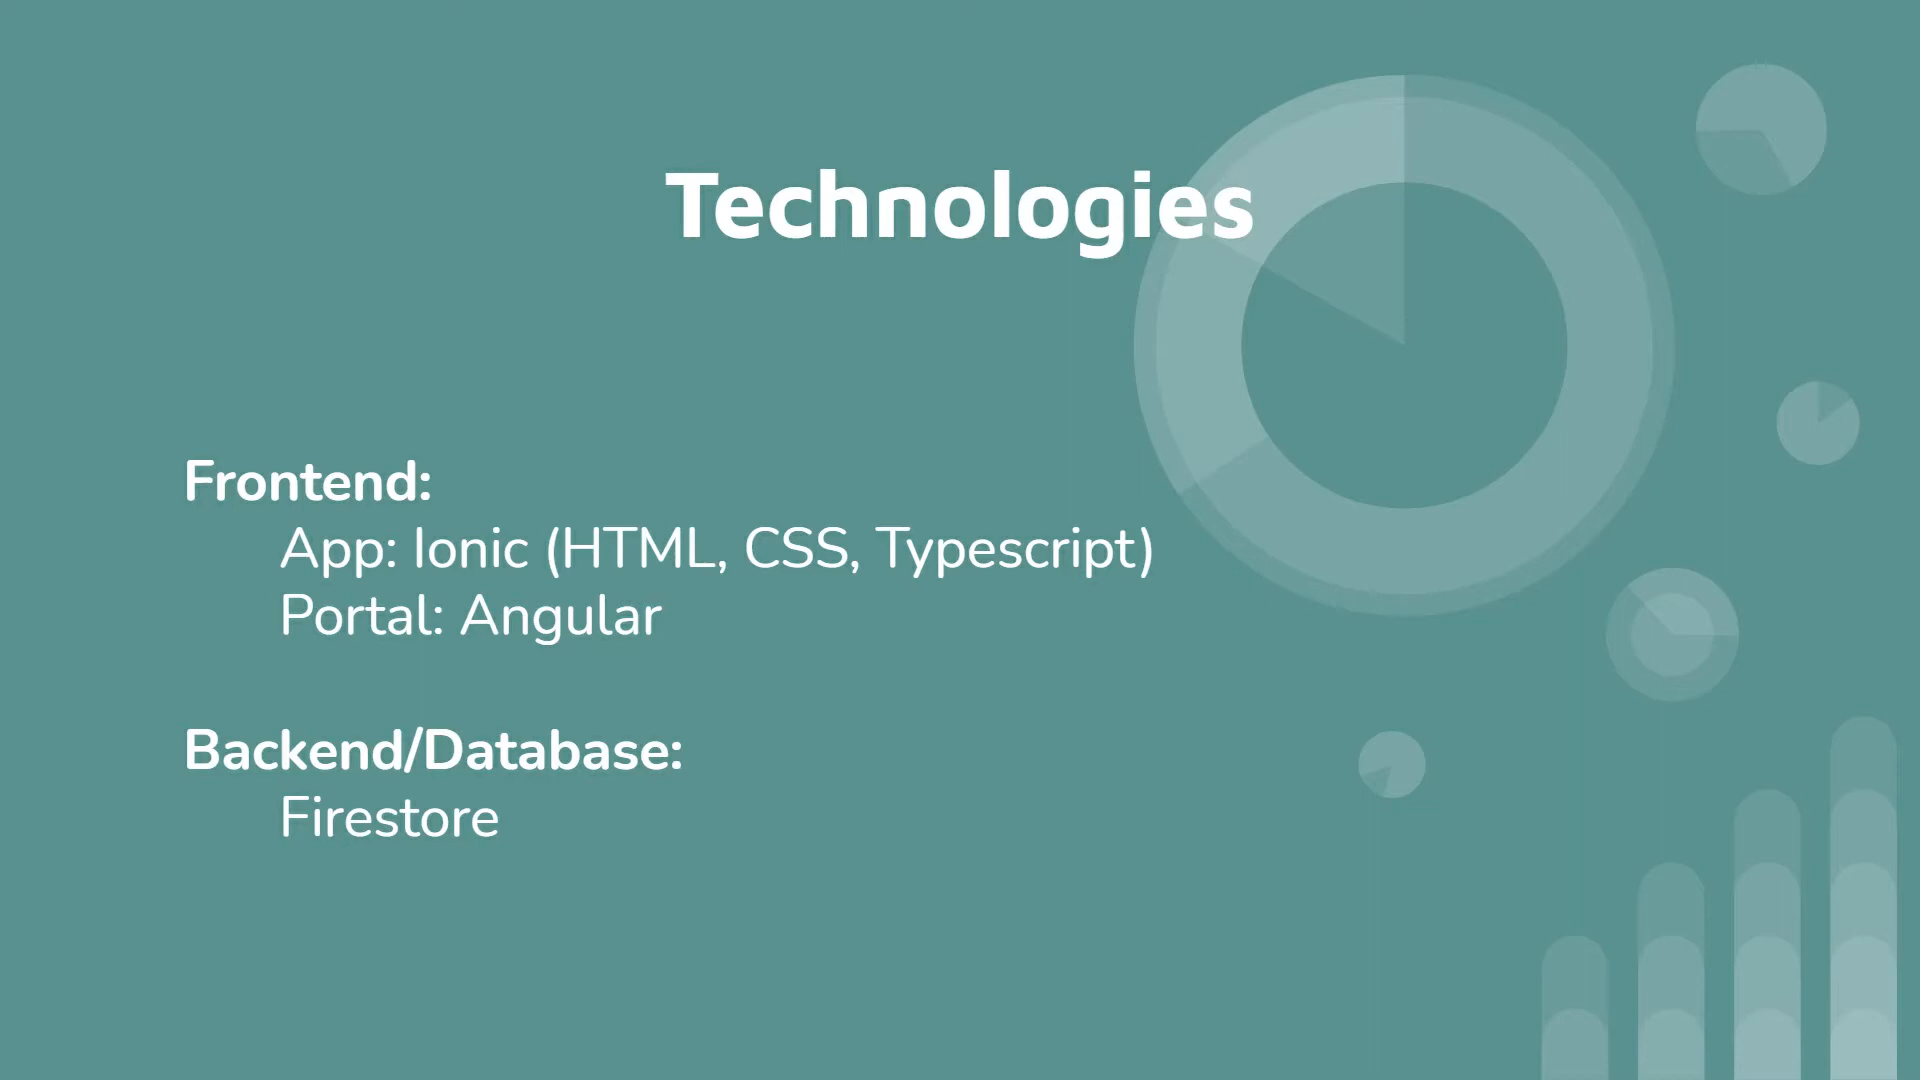 Technologies
Frontend:
App: Ionic (HTML, CSS, Typescript)
Portal: Angular
Backend/Database:
Firestore